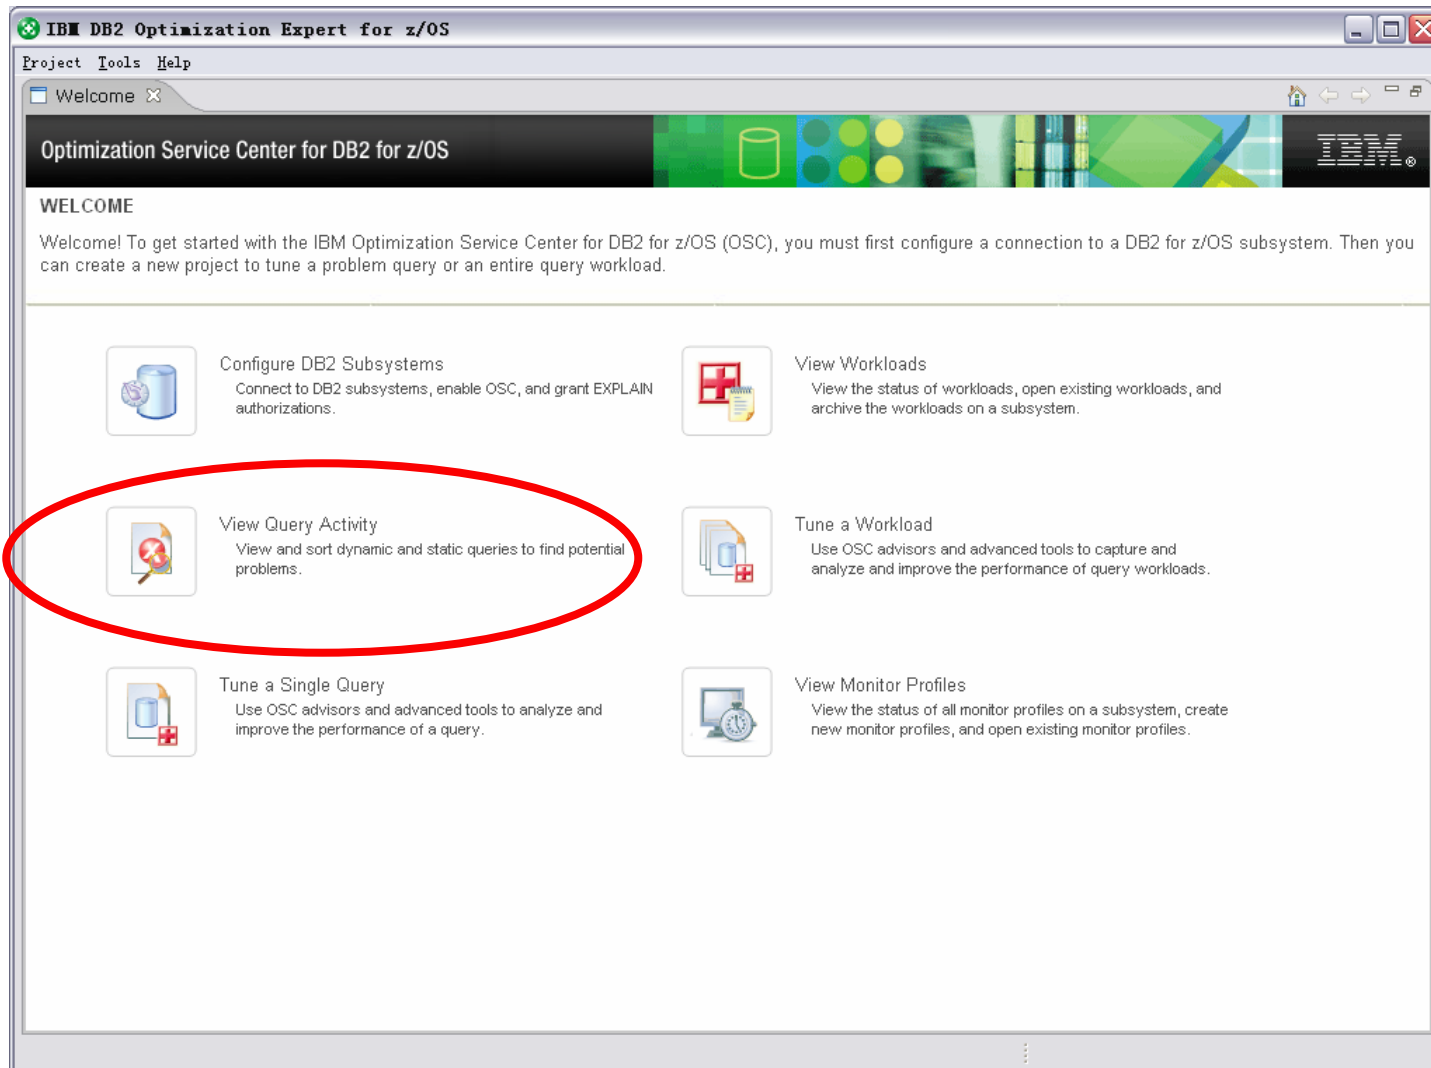 IBM DB2 Optimization Expert for z/OS
Project Tools Help
Welcome
Optimization Service Center for DB2 for z/OS
IBM®
WELCOME
Welcome! To get started with the IBM Optimization Service Center for DB2 for z/OS (OSC), you must first configure a connection to a DB2 for z/OS subsystem. Then you
can create a new project to tune a problem query or an entire query workload.
Configure DB2 Subsystems
Connect to DB2 subsystems, enable OSC, and grant EXPLAIN
authorizations.
View Workloads
View the status of workloads, open existing workloads, and
archive the workloads on a subsystem.
View Query Activity
View and sort dynamic and static queries to find potential
problems.
Tune a Workload
Use OSC advisors and advanced tools to capture and
analyze and improve the performance of query workloads.
Tune a Single Query
Use OSC advisors and advanced tools to analyze and
improve the performance of a query.
View Monitor Profiles
View the status of all monitor profiles on a subsystem, create
new monitor profiles, and open existing monitor profiles.